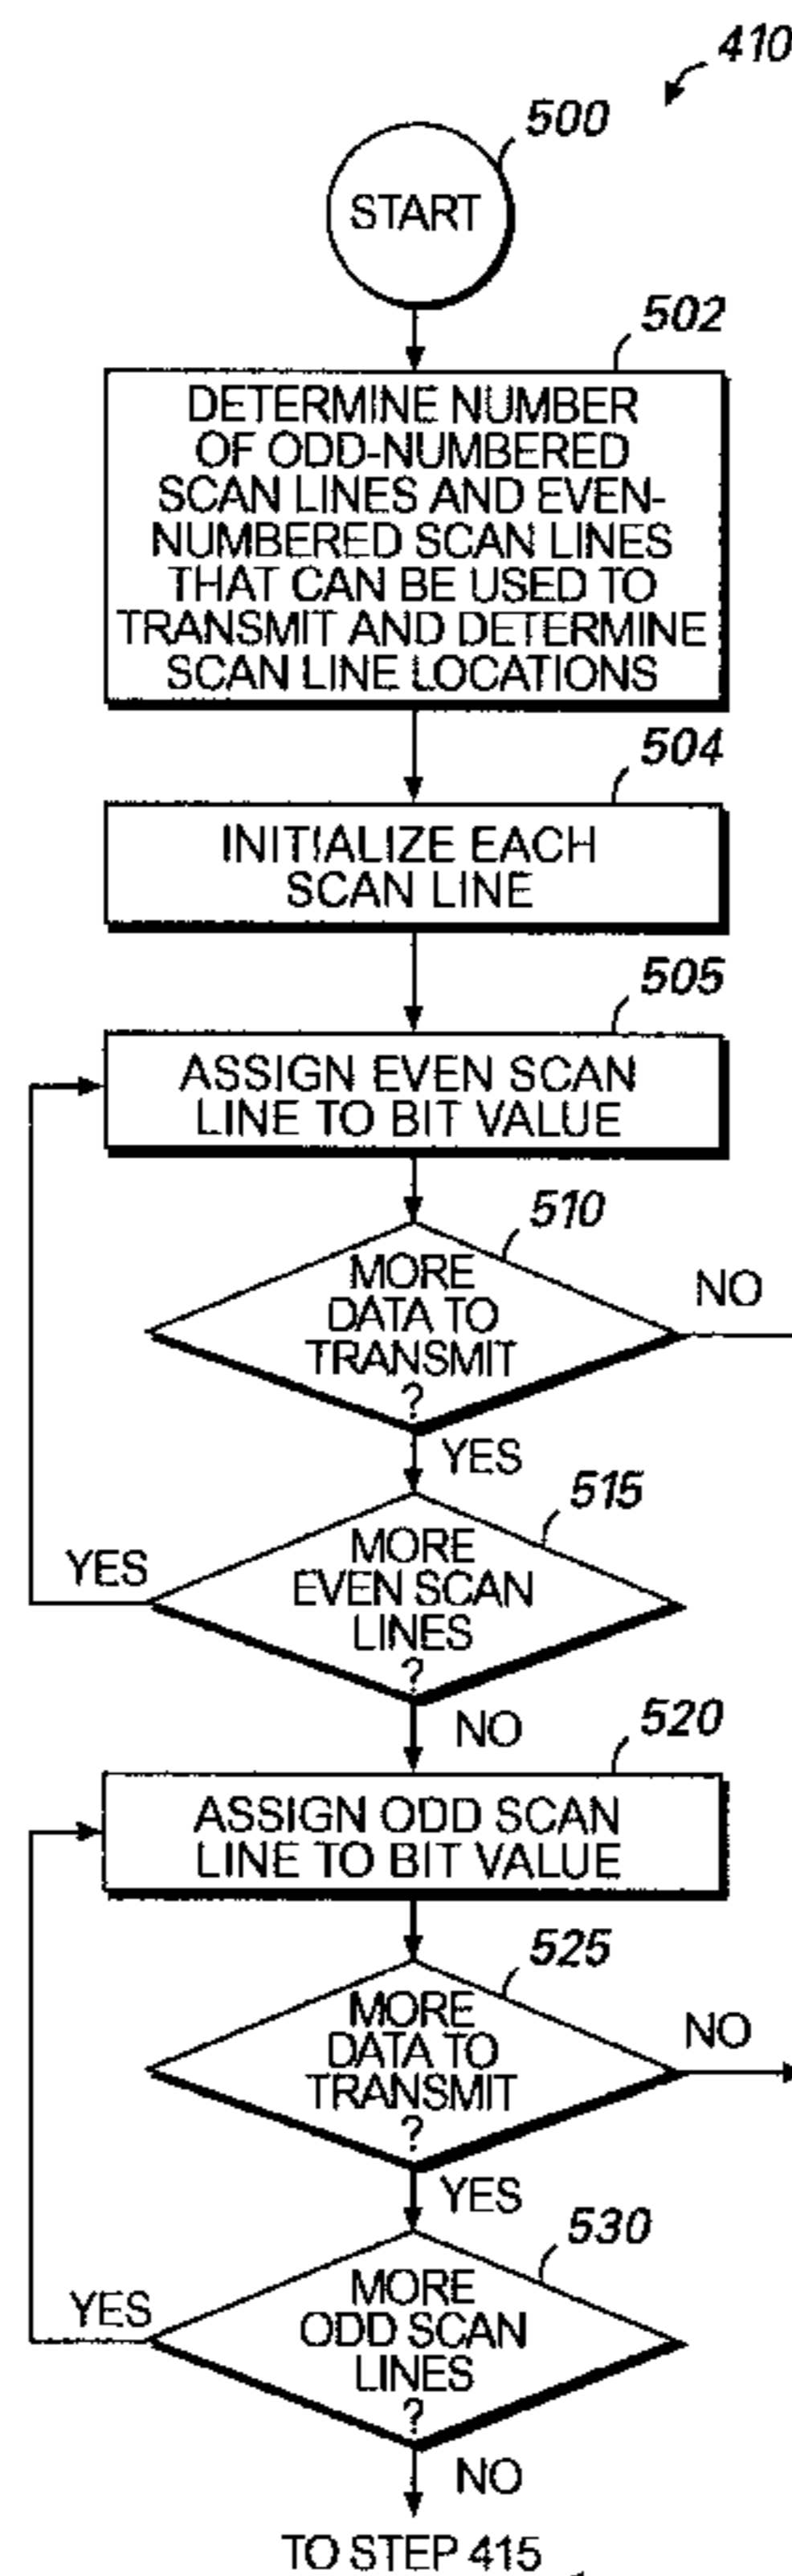 410
500
START
502
DETERMINE NUMBER
OF ODD-NUMBERED
SCAN LINES AND EVEN-
NUMBERED SCAN LINES
THAT CAN BE USED TO
TRANSMIT AND DETERMINE
SCAN LINE LOCATIONS
504
INITIALIZE EACH
SCAN LINE
505
ASSIGN EVEN SCAN
LINE TO BIT VALUE
510
MORE
DATA TO
TRANSMIT
?
NO
YES
515
MORE
EVEN SCAN
LINES
?
YES
NO
520
ASSIGN ODD SCAN
LINE TO BIT VALUE
525
MORE
DATA TO
TRANSMIT
?
NO
YES
530
MORE
ODD SCAN
LINES
?
YES
NO
TO STEP 415